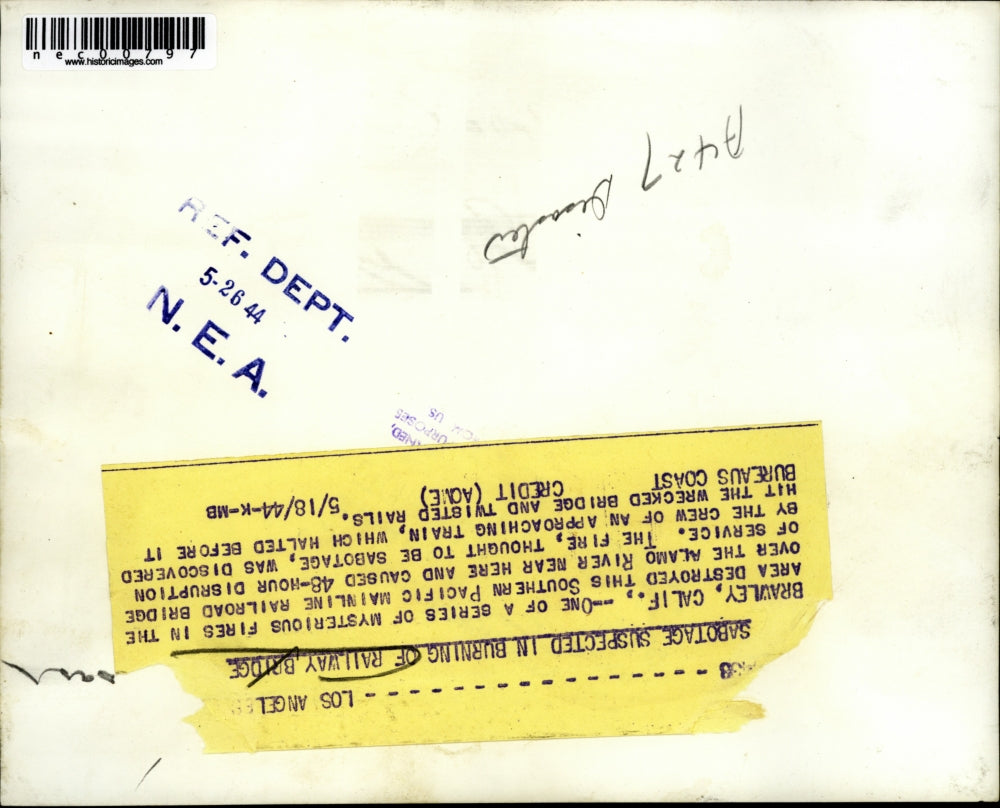 nec00797
www.historicimages.com
REF. DEPT.
5-26 44
N. E. A.
A427
URPOSES
US
LOS ANGELES
SABOTAGE SUSPECTED IN BURNING OF RAILWAY BRIDGE
BRAWLEY, CALIF., --ONE OF A SERIES OF MYSTERIOUS FIRES IN THE
AREA DESTROYED THIS SOUTHERN PACIFIC MAINLINE RAILROAD BRIDGE
OVER THE ALAMO RIVER NEAR HERE AND CAUSED 48-HOUR DISRUPTION
OF SERVICE. THE FIRE, THOUGHT TO BE SABOTAGE, WAS DISCOVERED
BY THE CREW OF AN APPROACHING TRAIN, WHICH HALTED BEFORE IT
HIT THE WRECKED BRIDGE AND TWISTED RAILS.
BUREAUS COAST CREDIT (ACME) 5/18/44-K-MB